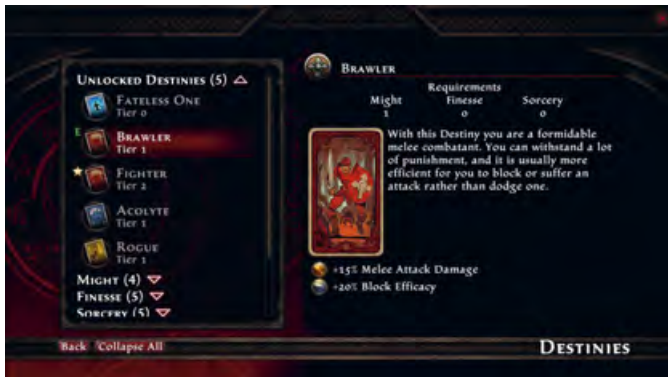 Unlocked Destinies (5)
Fateless One
Tier 0
E
Brawler
Tier 1
Fighter
Tier 2
Acolyte
Tier 1
Rogue
Tier 1
Might (4)
Finesse (5)
Sorcery (5)
Brawler
Requirements
Might Finesse Sorcery
1 0 0
With this Destiny you are a formidable
melee combatant. You can withstand a lot
of punishment, and it is usually more
efficient for you to block or suffer an
attack rather than dodge one.
+15% Melee Attack Damage
+20% Block Efficacy
Back Collapse All
Destinies